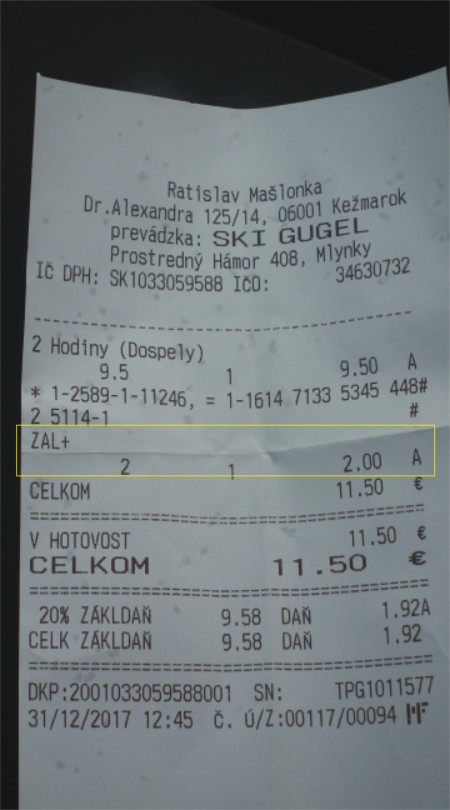 Ratislav Mašlonka
Dr.Alexandra 125/14, 06001 Kežmarok
prevádzka: SKI GUGEL
Prostredný Hámor 408, Mlynky
IČ DPH: SK1033059588 IČO: 34630732
2 Hodiny (Dospely)
9.5 1 9.50 A
* 1-2589-1-11246, = 1-1614 7133 5345 448#
2 5114-1 #
ZAL+
2 1 2.00 A
CELKOM 11.50 €
V HOTOVOST 11.50 €
CELKOM 11.50 €
20% ZÁKLDAŇ 9.58 DAŇ 1.92A
CELK ZÁKLDAŇ 9.58 DAŇ 1.92
DKP:2001033059588001 SN: TPG1011577
31/12/2017 12:45 Č. Ú/Z:00117/00094 MF